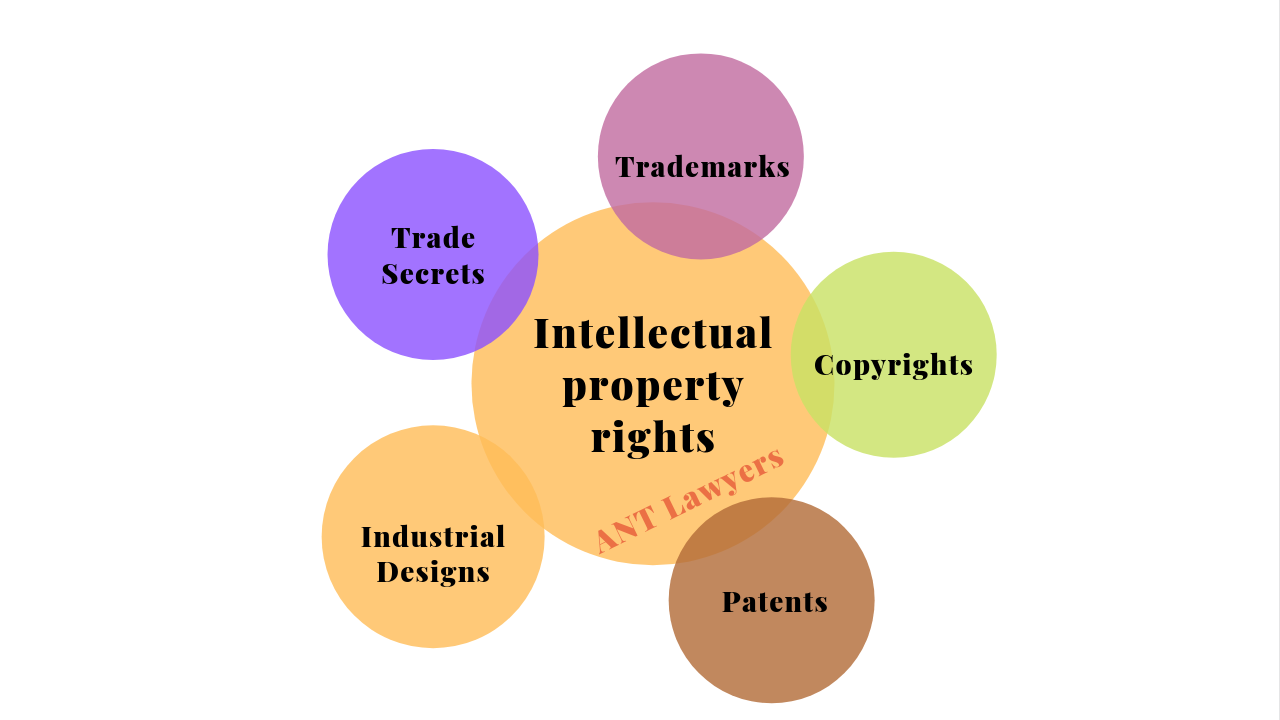 Trademarks
Trade
Secrets
Intellectual
property
rights
Copyrights
ANT Lawyers
Industrial
Designs
Patents